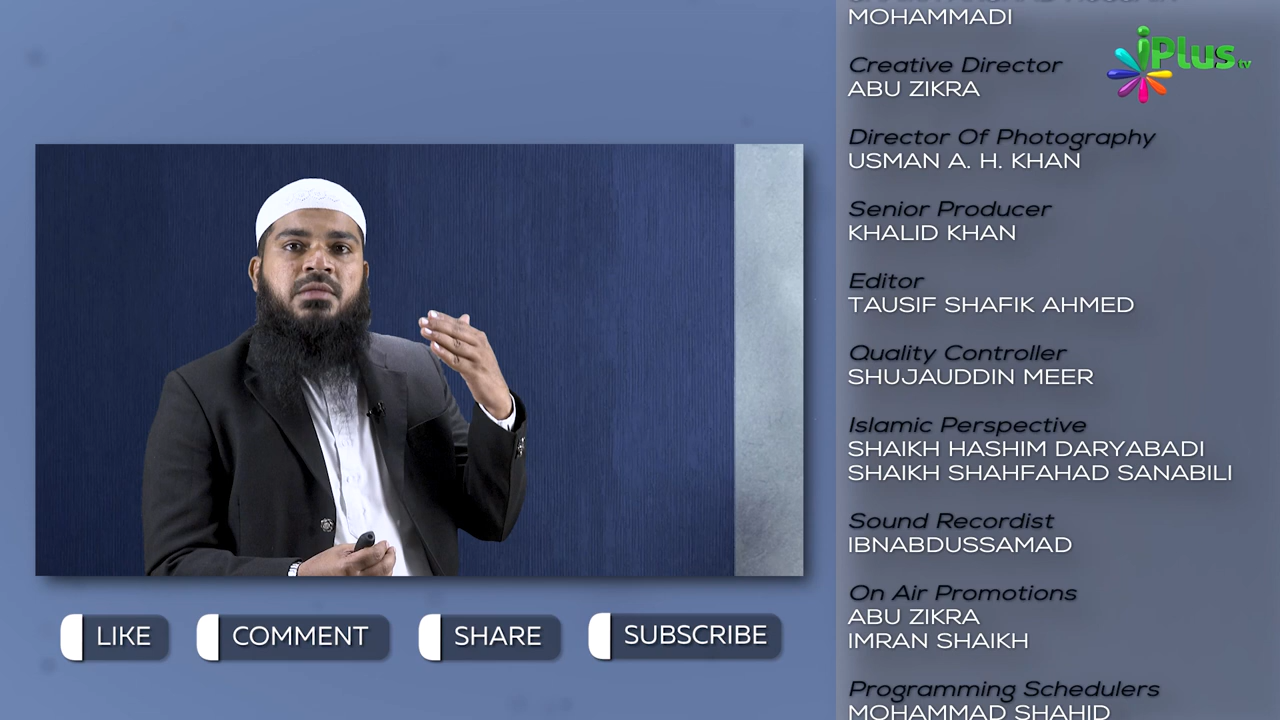 MOHAMMADI
iPlus tv
Creative Director
ABU ZIKRA
Director Of Photography
USMAN A. H. KHAN
Senior Producer
KHALID KHAN
Editor
TAUSIF SHAFIK AHMED
Quality Controller
SHUJAUDDIN MEER
Islamic Perspective
SHAIKH HASHIM DARYABADI
SHAIKH SHAHFAHAD SANABILI
Sound Recordist
IBNABDUSSAMAD
On Air Promotions
ABU ZIKRA
IMRAN SHAIKH
Programming Schedulers
MOHAMMAD SHAHID
LIKE
COMMENT
SHARE
SUBSCRIBE